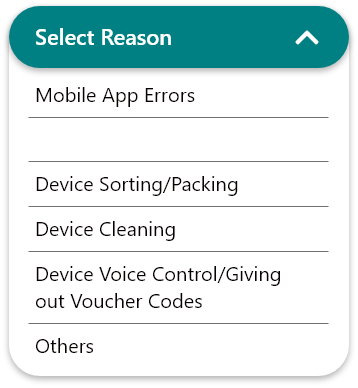 Select Reason
Mobile App Errors
Device Sorting/Packing
Device Cleaning
Device Voice Control/Giving
out Voucher Codes
Others